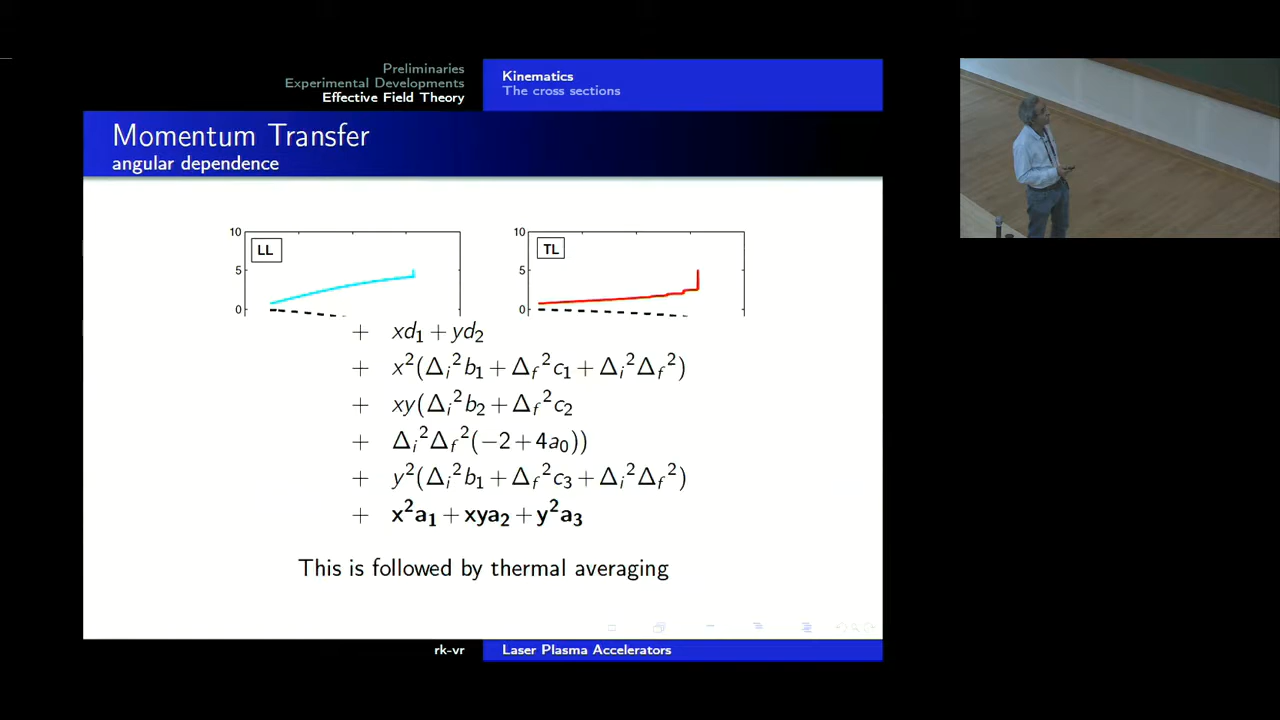 Preliminaries
Experimental Developments
Effective Field Theory
Kinematics
The cross sections
Momentum Transfer
angular dependence
10
LL
5
0
10
TL
5
0
+ xd₁ + yd₂
+ x²(Δᵢ²b₁ + Δ_f²c₁ + Δᵢ²Δ_f²)
+ xy(Δᵢ²b₂ + Δ_f²c₂
+ Δᵢ²Δ_f²(−2 + 4a₀))
+ y²(Δᵢ²b₁ + Δ_f²c₃ + Δᵢ²Δ_f²)
+ x²a₁ + xya₂ + y²a₃
This is followed by thermal averaging
rk-vr
Laser Plasma Accelerators